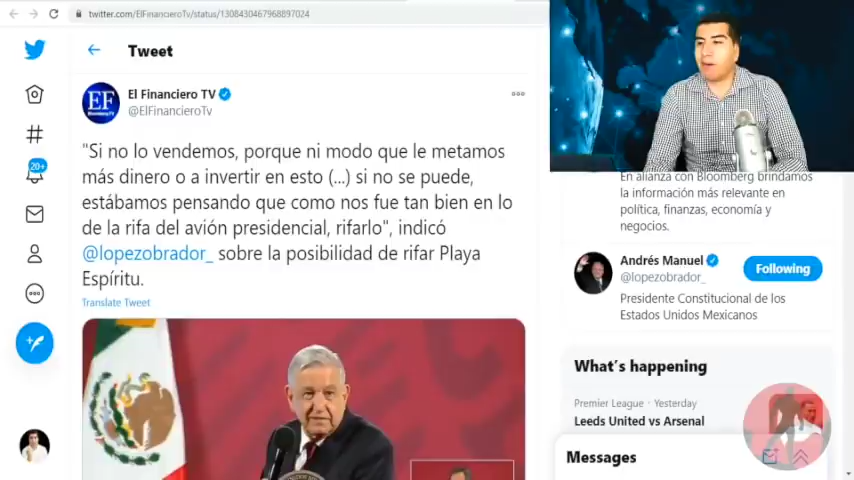 twitter.com/ElFinancieroTv/status/1308430467968897024
Tweet
EF
El Financiero TV
@ElFinancieroTv
"Si no lo vendemos, porque ni modo que le metamos
más dinero o a invertir en esto (...) si no se puede,
estábamos pensando que como nos fue tan bien en lo
de la rifa del avión presidencial, rifarlo", indicó
@lopezobrador_ sobre la posibilidad de rifar Playa
Espíritu.
Translate Tweet
20+
En alianza con Bloomberg brindamos
la información más relevante en
política, finanzas, economía y
negocios.
Andrés Manuel
@lopezobrador_
Following
Presidente Constitucional de los
Estados Unidos Mexicanos
What's happening
Premier League · Yesterday
Leeds United vs Arsenal
Messages